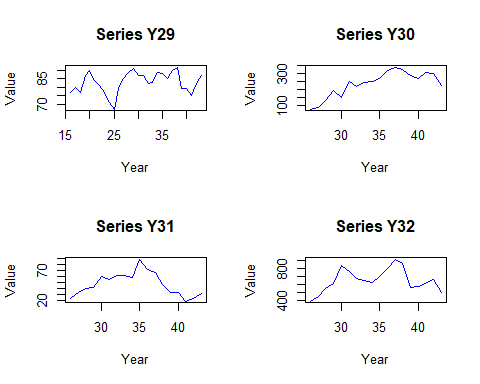 Series Y29
Series Y30
Value
70 85
15 25 35
Year
Value
100 300
30 35 40
Year
Series Y31
Series Y32
Value
20 70
30 35 40
Year
Value
400 800
30 35 40
Year